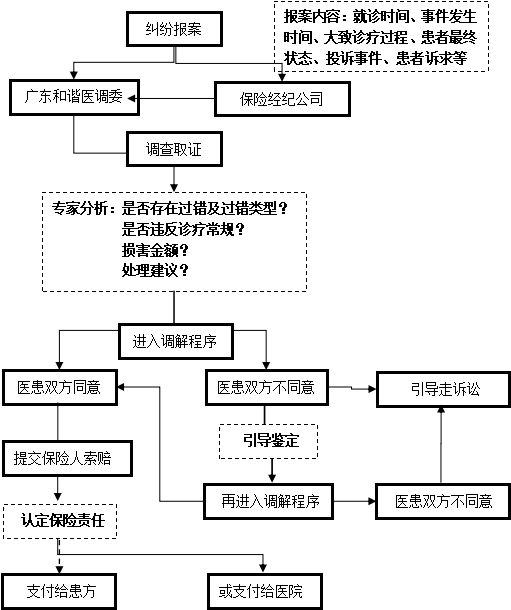 纠纷报案
报案内容：就诊时间、事件发生
时间、大致诊疗过程、患者最终
状态、投诉事件、患者诉求等
广东和谐医调委
保险经纪公司
调查取证
专家分析：是否存在过错及过错类型？
是否违反诊疗常规？
损害金额？
处理建议？
进入调解程序
医患双方同意
医患双方不同意
引导走诉讼
引导鉴定
提交保险人索赔
再进入调解程序
医患双方不同意
认定保险责任
支付给患方
或支付给医院